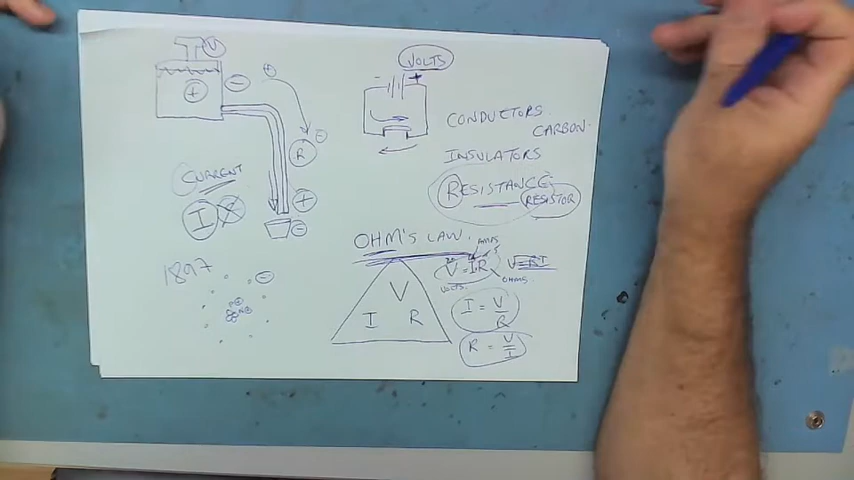 V
VOLTS
- +
+
-
+
-
R
+
-
CONDUCTORS.
CARBON.
INSULATORS
RESISTANCE
RESISTOR
CURRENT
I
1897
-
OHM'S LAW.
AMPS
V = IR
VOLTS.
OHMS.
V=RI
V
I R
I = V/R
R = V/I